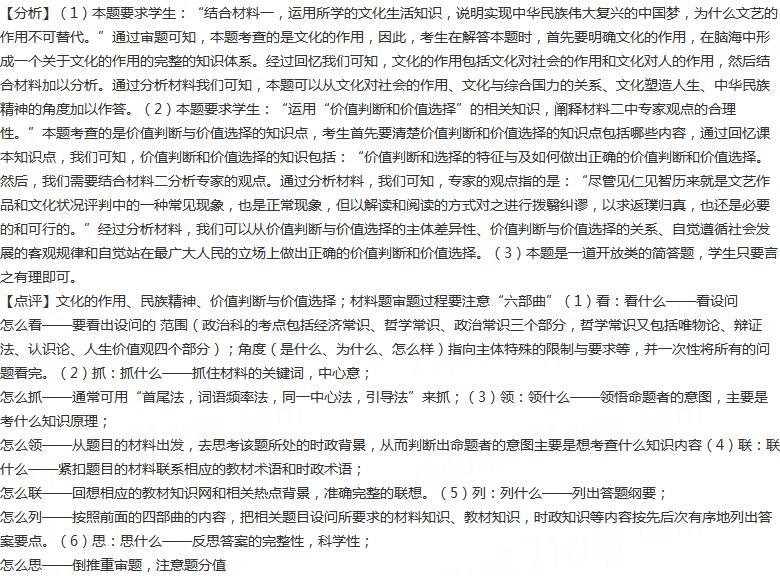 【分析】（1）本题要求学生：“结合材料一，运用所学的文化生活知识，说明实现中华民族伟大复兴的中国梦，为什么文艺的
作用不可替代。”通过审题可知，本题考查的是文化的作用，因此，考生在解答本题时，首先要明确文化的作用，在脑海中形
成一个关于文化的作用的完整的知识体系。经过回忆我们可知，文化的作用包括文化对社会的作用和文化对人的作用，然后结
合材料加以分析。通过分析材料我们可知，本题可以从文化对社会的作用、文化与综合国力的关系、文化塑造人生、中华民族
精神的角度加以作答。（2）本题要求学生：“运用“价值判断和价值选择”的相关知识，阐释材料二中专家观点的合理
性。”本题考查的是价值判断与价值选择的知识点，考生首先要清楚价值判断和价值选择的知识点包括哪些内容，通过回忆课
本知识点，我们可知，价值判断和价值选择的知识包括：“价值判断和选择的特征与及如何做出正确的价值判断和价值选择。
然后，我们需要结合材料二分析专家的观点。通过分析材料，我们可知，专家的观点指的是：“尽管见仁见智历来就是文艺作
品和文化状况评判中的一种常见现象，也是正常现象，但以解读和阅读的方式对之进行拨翳纠谬，以求返璞归真，也还是必要
的和可行的。”经过分析材料，我们可以从价值判断与价值选择的主体差异性、价值判断与价值选择的关系、自觉遵循社会发
展的客观规律和自觉站在最广大人民的立场上做出正确的价值判断和价值选择。（3）本题是一道开放类的简答题，学生只要言
之有理即可。
【点评】文化的作用、民族精神、价值判断与价值选择；材料题审题过程要注意“六部曲”（1）看：看什么——看设问
怎么看——要看出设问的 范围（政治科的考点包括经济常识、哲学常识、政治常识三个部分，哲学常识又包括唯物论、辩证
法、认识论、人生价值观四个部分）；角度（是什么、为什么、怎么样）指向主体特殊的限制与要求等，并一次性将所有的问
题看完。（2）抓：抓什么——抓住材料的关键词，中心意；
怎么抓——通常可用“首尾法，词语频率法，同一中心法，引导法”来抓；（3）领：领什么——领悟命题者的意图，主要是
考什么知识原理；
怎么领——从题目的材料出发，去思考该题所处的时政背景，从而判断出命题者的意图主要是想考查什么知识内容（4）联：联
什么——紧扣题目的材料联系相应的教材术语和时政术语；
怎么联——回想相应的教材知识网和相关热点背景，准确完整的联想。（5）列：列什么——列出答题纲要；
怎么列——按照前面的四部曲的内容，把相关题目设问所要求的材料知识、教材知识，时政知识等内容按先后次有序地列出答
案要点。（6）思：思什么——反思答案的完整性，科学性；
怎么思——倒推重审题，注意题分值